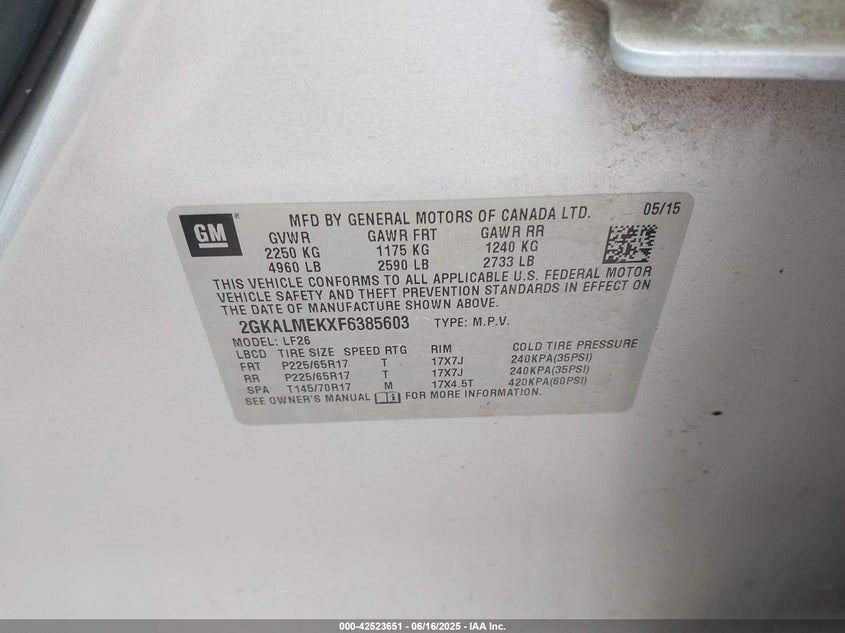 GM
MFD BY GENERAL MOTORS OF CANADA LTD. 05/15
GVWR GAWR FRT GAWR RR
2250 KG 1175 KG 1240 KG
4960 LB 2590 LB 2733 LB
THIS VEHICLE CONFORMS TO ALL APPLICABLE U.S. FEDERAL MOTOR
VEHICLE SAFETY AND THEFT PREVENTION STANDARDS IN EFFECT ON
THE DATE OF MANUFACTURE SHOWN ABOVE.
2GKALMEKXF6385603 TYPE: M.P.V.
MODEL: LF26
LBCD TIRE SIZE SPEED RTG RIM COLD TIRE PRESSURE
FRT P225/65R17 T 17X7J 240KPA(35PSI)
RR P225/65R17 T 17X7J 240KPA(35PSI)
SPA T145/70R17 M 17X4.5T 420KPA(60PSI)
SEE OWNER'S MANUAL FOR MORE INFORMATION.
000-42523651 - 06/16/2025 - IAA Inc.